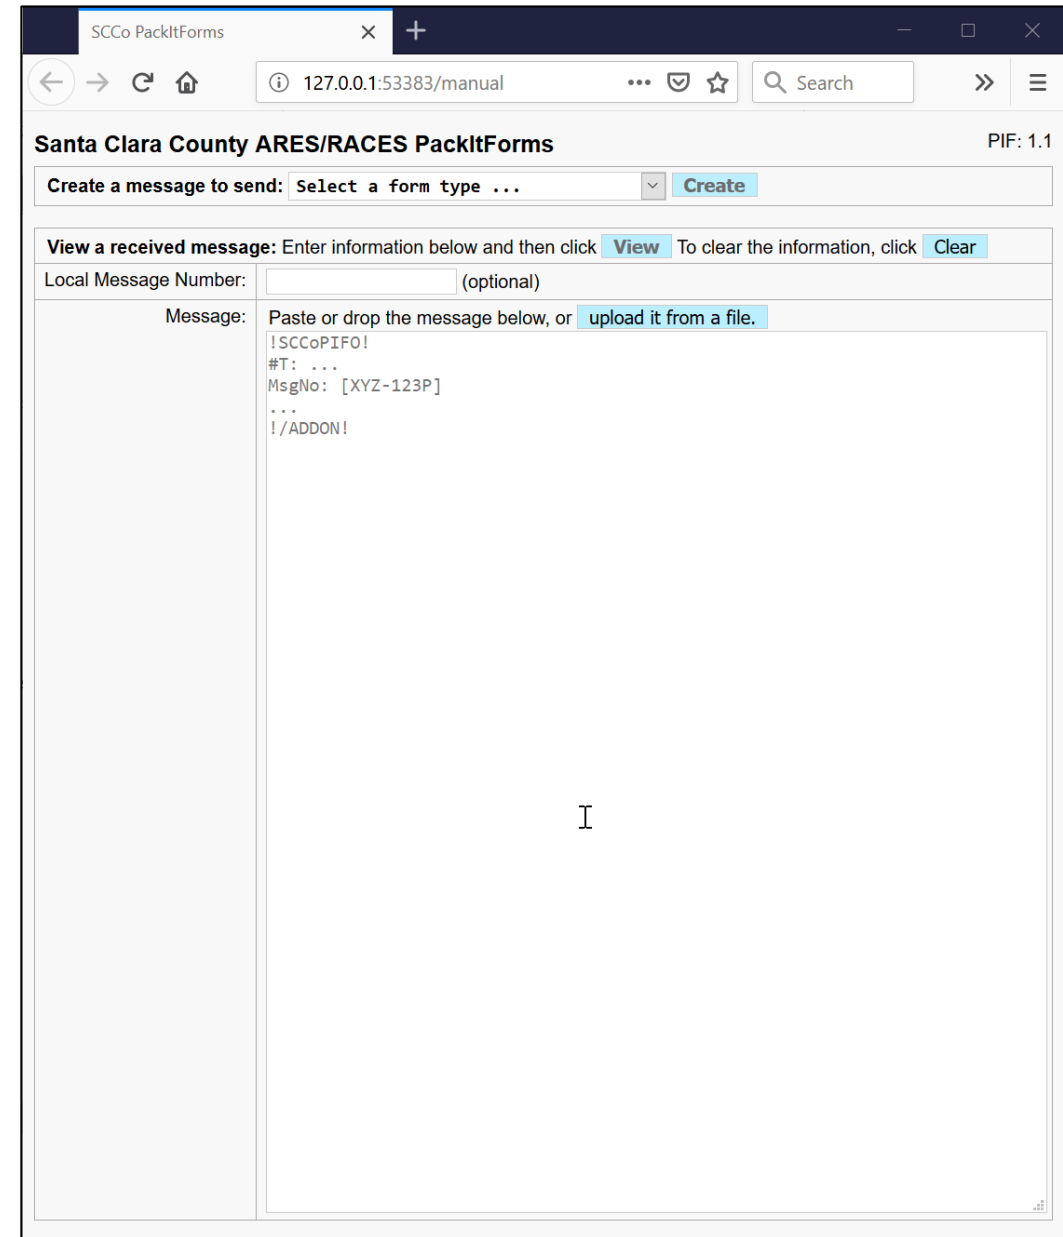 SCCo PackItForms
127.0.0.1:53383/manual
Search
Santa Clara County ARES/RACES PackItForms
PIF: 1.1
Create a message to send: Select a form type ... Create
View a received message: Enter information below and then click View To clear the information, click Clear
Local Message Number: (optional)
Message: Paste or drop the message below, or upload it from a file.
!SCCoPIFO!
#T: ...
MsgNo: [XYZ-123P]
...
!/ADDON!